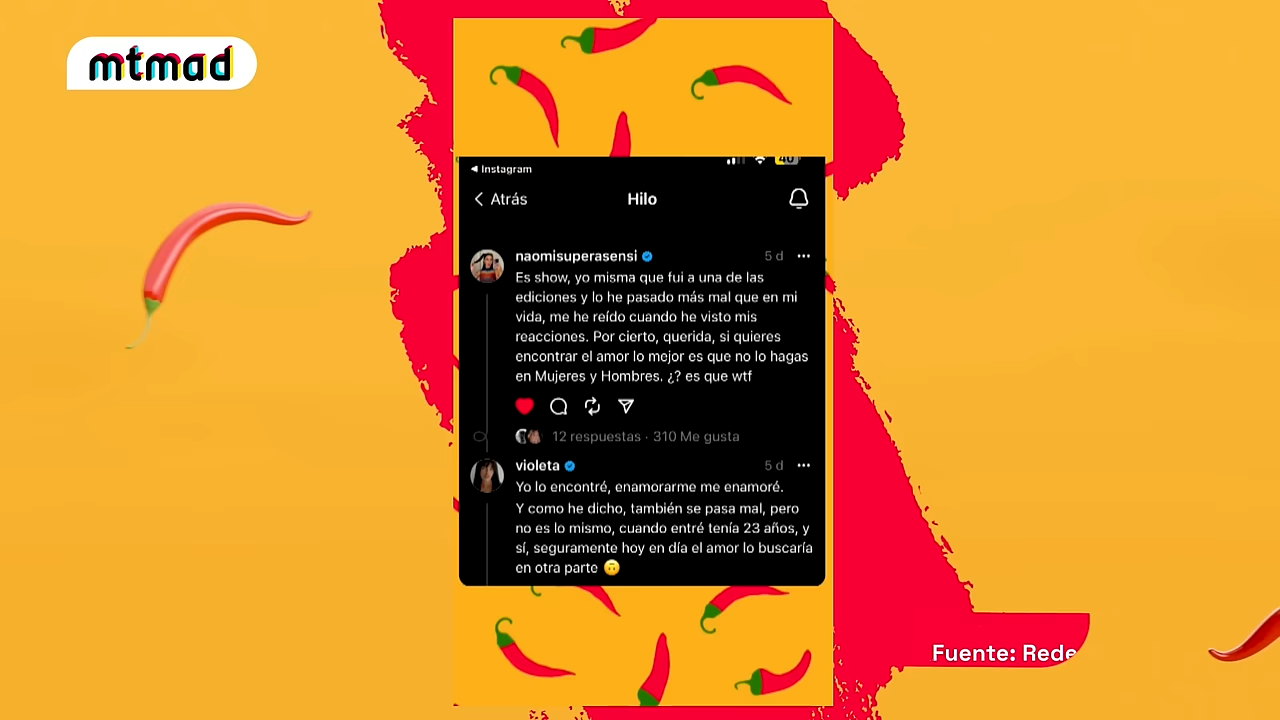 mtmad
Instagram
40
Atrás
Hilo
naomisuperasensi
5 d
Es show, yo misma que fui a una de las
ediciones y lo he pasado más mal que en mi
vida, me he reído cuando he visto mis
reacciones. Por cierto, querida, si quieres
encontrar el amor lo mejor es que no lo hagas
en Mujeres y Hombres. ¿? es que wtf
12 respuestas · 310 Me gusta
violeta
5 d
Yo lo encontré, enamorarme me enamoré.
Y como he dicho, también se pasa mal, pero
no es lo mismo, cuando entré tenía 23 años, y
sí, seguramente hoy en día el amor lo buscaría
en otra parte 🙃
Fuente: Rede